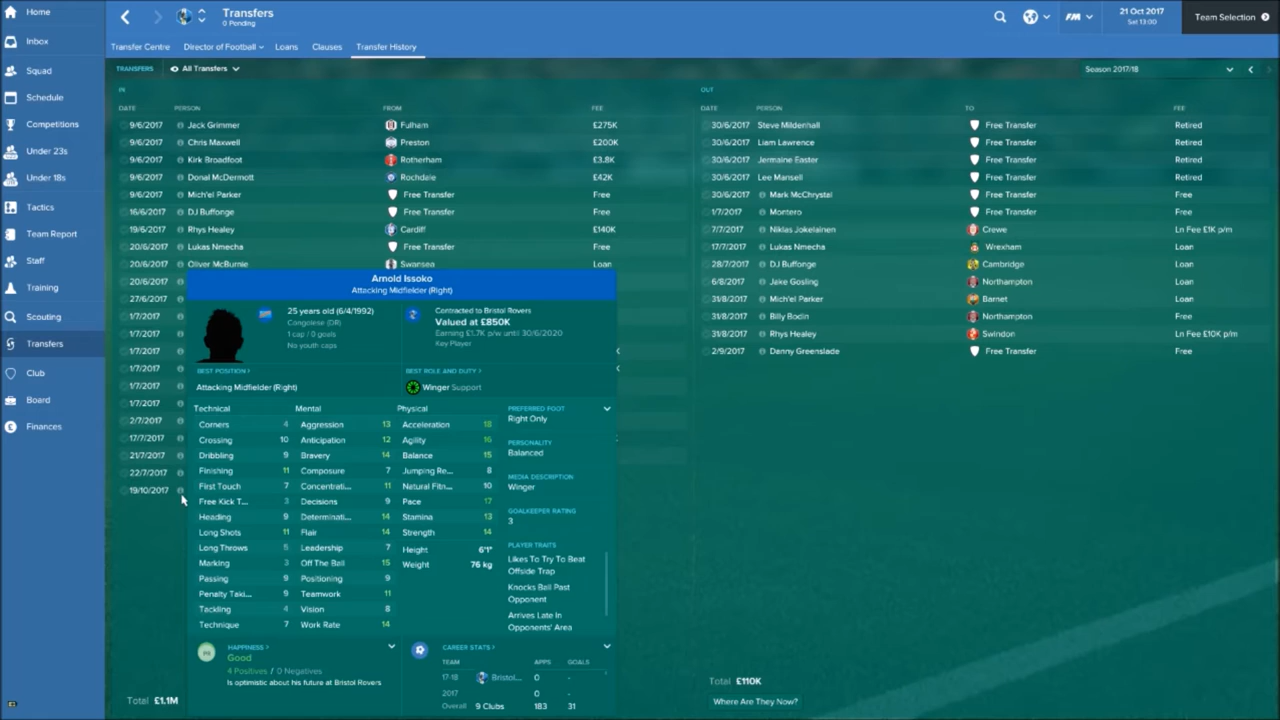 Home
Transfers
0 Pending
21 Oct 2017
Sat 13:00
Team Selection
Inbox
Squad
Schedule
Competitions
Under 23s
Under 18s
Tactics
Team Report
Staff
Training
Scouting
Transfers
Club
Board
Finances
Transfer Centre Director of Football Loans Clauses Transfer History
TRANSFERS All Transfers Season 2017/18
IN
DATE PERSON FROM FEE
9/6/2017 Jack Grimmer Fulham £275K
9/6/2017 Chris Maxwell Preston £200K
9/6/2017 Kirk Broadfoot Rotherham £3.8K
9/6/2017 Donal McDermott Rochdale £42K
9/6/2017 Mich'el Parker Free Transfer Free
16/6/2017 DJ Buffonge Free Transfer Free
19/6/2017 Rhys Healey Cardiff £140K
20/6/2017 Lukas Nmecha Free Transfer Free
20/6/2017 Oliver McBurnie Swansea Loan
20/6/2017
27/6/2017
1/7/2017
1/7/2017
1/7/2017
1/7/2017
1/7/2017
1/7/2017
2/7/2017
17/7/2017
21/7/2017
22/7/2017
19/10/2017
Total £1.1M
Arnold Issoko
Attacking Midfielder (Right)
25 years old (6/4/1992)
Congolese (DR)
1 cap / 0 goals
No youth caps
Contracted to Bristol Rovers
Valued at £850K
Earning £1.7K p/w until 30/6/2020
Key Player
BEST POSITION
Attacking Midfielder (Right)
BEST ROLE AND DUTY
Winger Support
Technical Mental Physical
Corners 4 Aggression 13 Acceleration 18
Crossing 10 Anticipation 12 Agility 16
Dribbling 9 Bravery 14 Balance 15
Finishing 11 Composure 7 Jumping Re... 8
First Touch 7 Concentrati... 11 Natural Fitn... 10
Free Kick T... 3 Decisions 9 Pace 17
Heading 9 Determinati... 14 Stamina 13
Long Shots 11 Flair 14 Strength 14
Long Throws 5 Leadership 7 Height 6'1"
Marking 3 Off The Ball 15 Weight 76 kg
Passing 9 Positioning 9
Penalty Taki... 9 Teamwork 11
Tackling 4 Vision 8
Technique 7 Work Rate 14
PREFERRED FOOT
Right Only
PERSONALITY
Balanced
MEDIA DESCRIPTION
Winger
GOALKEEPER RATING
3
PLAYER TRAITS
Likes To Try To Beat
Offside Trap
Knocks Ball Past
Opponent
Arrives Late In
Opponents' Area
HAPPINESS
Good
4 Positives / 0 Negatives
Is optimistic about his future at Bristol Rovers
CAREER STATS
TEAM APPS GOALS
17-18 Bristol... 0 -
2017 0 -
Overall 9 Clubs 183 31
OUT
DATE PERSON TO FEE
30/6/2017 Steve Mildenhall Free Transfer Retired
30/6/2017 Liam Lawrence Free Transfer Retired
30/6/2017 Jermaine Easter Free Transfer Retired
30/6/2017 Lee Mansell Free Transfer Retired
30/6/2017 Mark McChrystal Free Transfer Free
1/7/2017 Montero Free Transfer Free
7/7/2017 Niklas Jokelainen Crewe Ln Fee £1K p/m
17/7/2017 Lukas Nmecha Wrexham Loan
28/7/2017 DJ Buffonge Cambridge Loan
6/8/2017 Jake Gosling Northampton Loan
31/8/2017 Mich'el Parker Barnet Loan
31/8/2017 Billy Bodin Northampton Loan
31/8/2017 Rhys Healey Swindon Ln Fee £10K p/m
2/9/2017 Danny Greenslade Free Transfer Free
Total £110K
Where Are They Now?